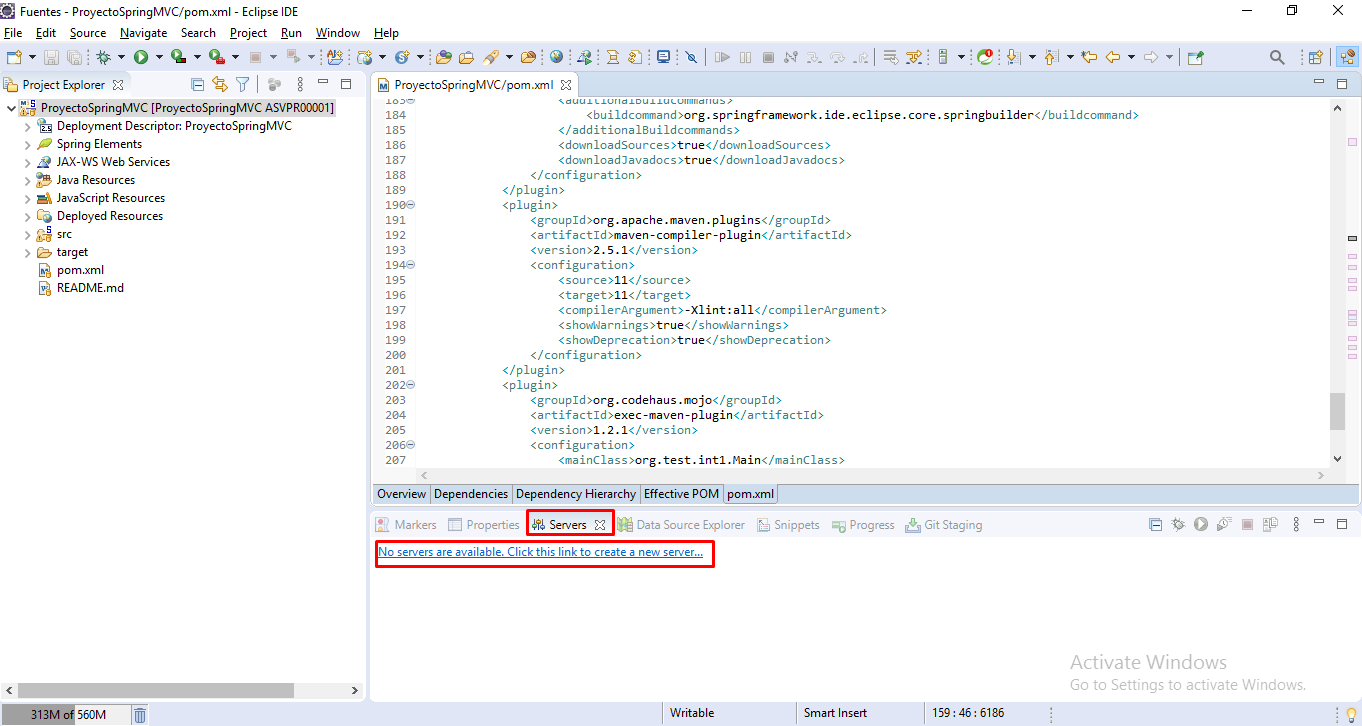 Fuentes - ProyectoSpringMVC/pom.xml - Eclipse IDE
File Edit Source Navigate Search Project Run Window Help
Project Explorer
ProyectoSpringMVC [ProyectoSpringMVC ASVPR00001]
Deployment Descriptor: ProyectoSpringMVC
Spring Elements
JAX-WS Web Services
Java Resources
JavaScript Resources
Deployed Resources
src
target
pom.xml
README.md
ProyectoSpringMVC/pom.xml
183 <additionalBuildcommands>
184 <buildcommand>org.springframework.ide.eclipse.core.springbuilder</buildcommand>
185 </additionalBuildcommands>
186 <downloadSources>true</downloadSources>
187 <downloadJavadocs>true</downloadJavadocs>
188 </configuration>
189 </plugin>
190 <plugin>
191 <groupId>org.apache.maven.plugins</groupId>
192 <artifactId>maven-compiler-plugin</artifactId>
193 <version>2.5.1</version>
194 <configuration>
195 <source>11</source>
196 <target>11</target>
197 <compilerArgument>-Xlint:all</compilerArgument>
198 <showWarnings>true</showWarnings>
199 <showDeprecation>true</showDeprecation>
200 </configuration>
201 </plugin>
202 <plugin>
203 <groupId>org.codehaus.mojo</groupId>
204 <artifactId>exec-maven-plugin</artifactId>
205 <version>1.2.1</version>
206 <configuration>
207 <mainClass>org.test.int1.Main</mainClass>
Overview Dependencies Dependency Hierarchy Effective POM pom.xml
Markers Properties Servers Data Source Explorer Snippets Progress Git Staging
No servers are available. Click this link to create a new server...
Activate Windows
Go to Settings to activate Windows.
313M of 560M
Writable Smart Insert 159 : 46 : 6186